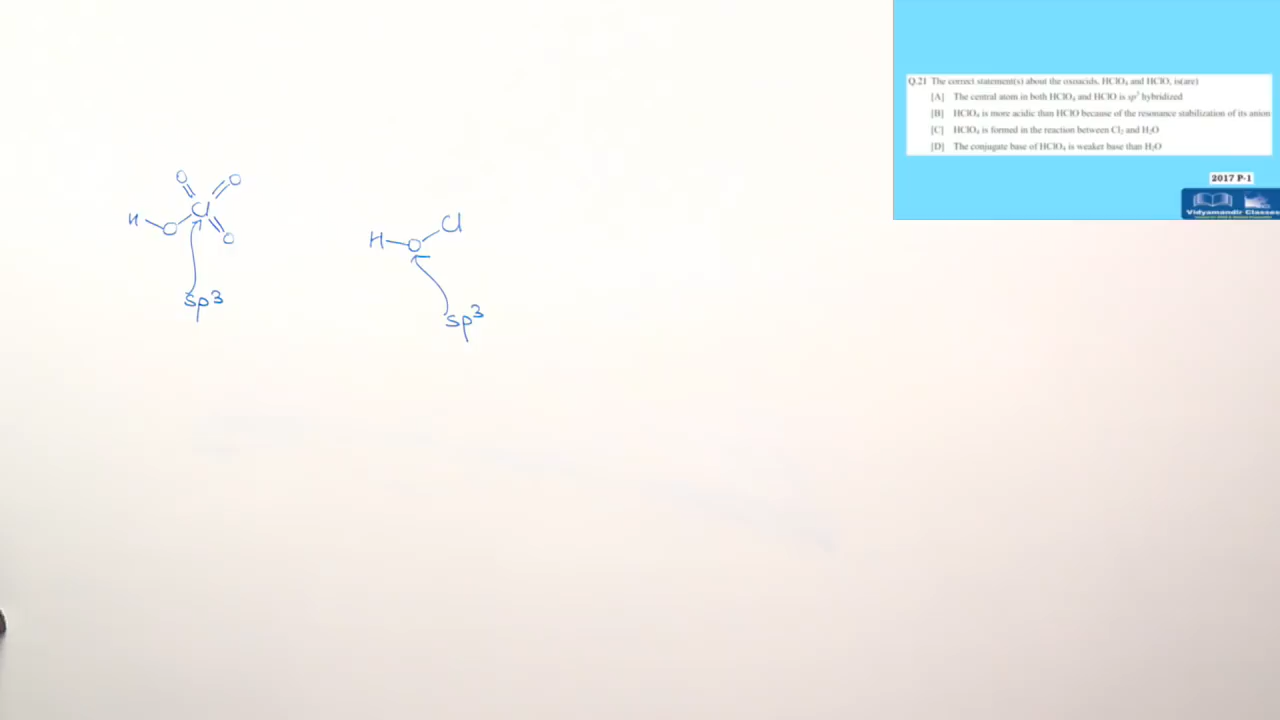 Q.21 The correct statement(s) about the oxoacids, HClO₄ and HClO, is(are)
[A] The central atom in both HClO₄ and HClO is sp³ hybridized
[B] HClO₄ is more acidic than HClO because of the resonance stabilization of its anion
[C] HClO₄ is formed in the reaction between Cl₂ and H₂O
[D] The conjugate base of HClO₄ is weaker base than H₂O
2017 P-1
Vidyamandir Classes
O O
H O Cl O
sp³
H O Cl
sp³